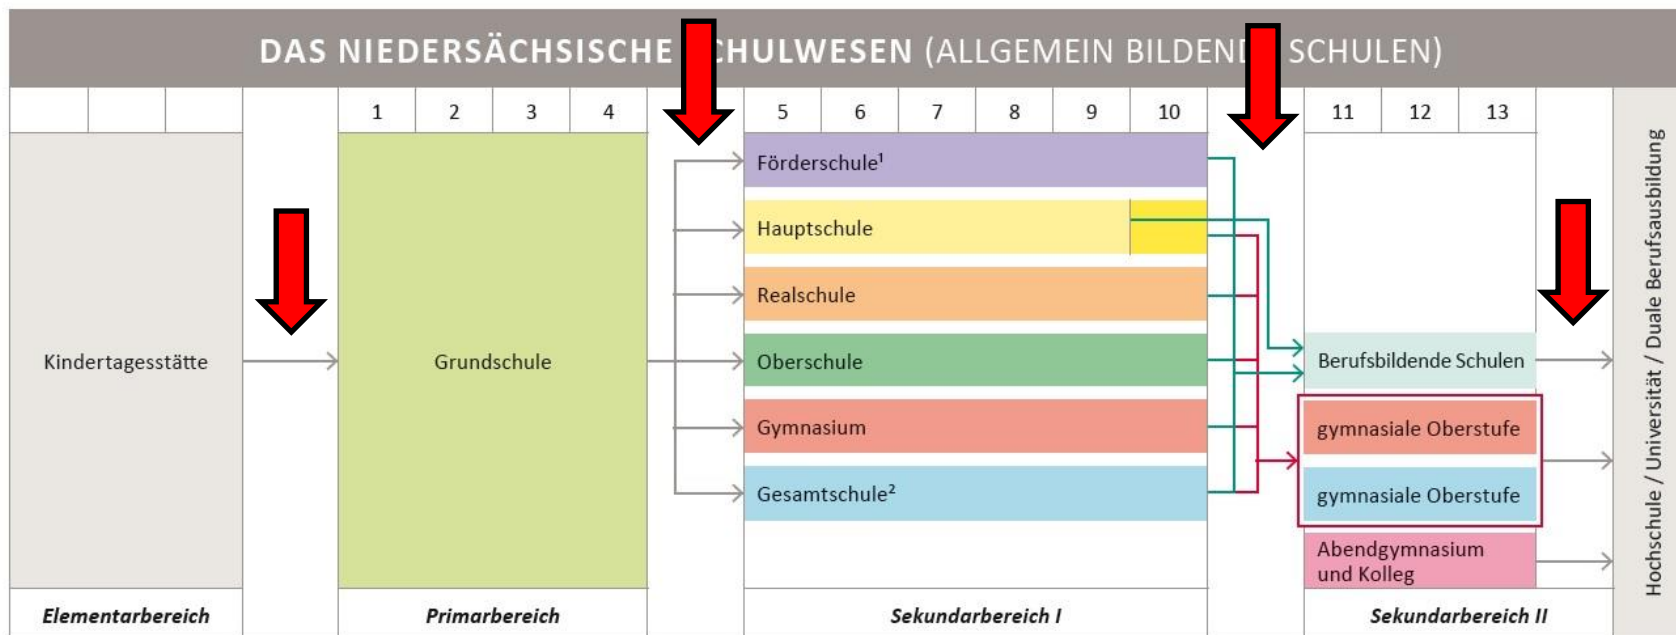 DAS NIEDERSÄCHSISCHE CHULWESEN (ALLGEMEIN BILDEND SCHULEN)
1 2 3 4 5 6 7 8 9 10 11 12 13
Förderschule¹
Hauptschule
Realschule
Kindertagesstätte
Grundschule
Oberschule
Berufsbildende Schulen
Gymnasium
gymnasiale Oberstufe
Gesamtschule²
gymnasiale Oberstufe
Abendgymnasium
und Kolleg
Elementarbereich
Primarbereich
Sekundarbereich I
Sekundarbereich II
Hochschule / Universität / Duale Berufsausbildung